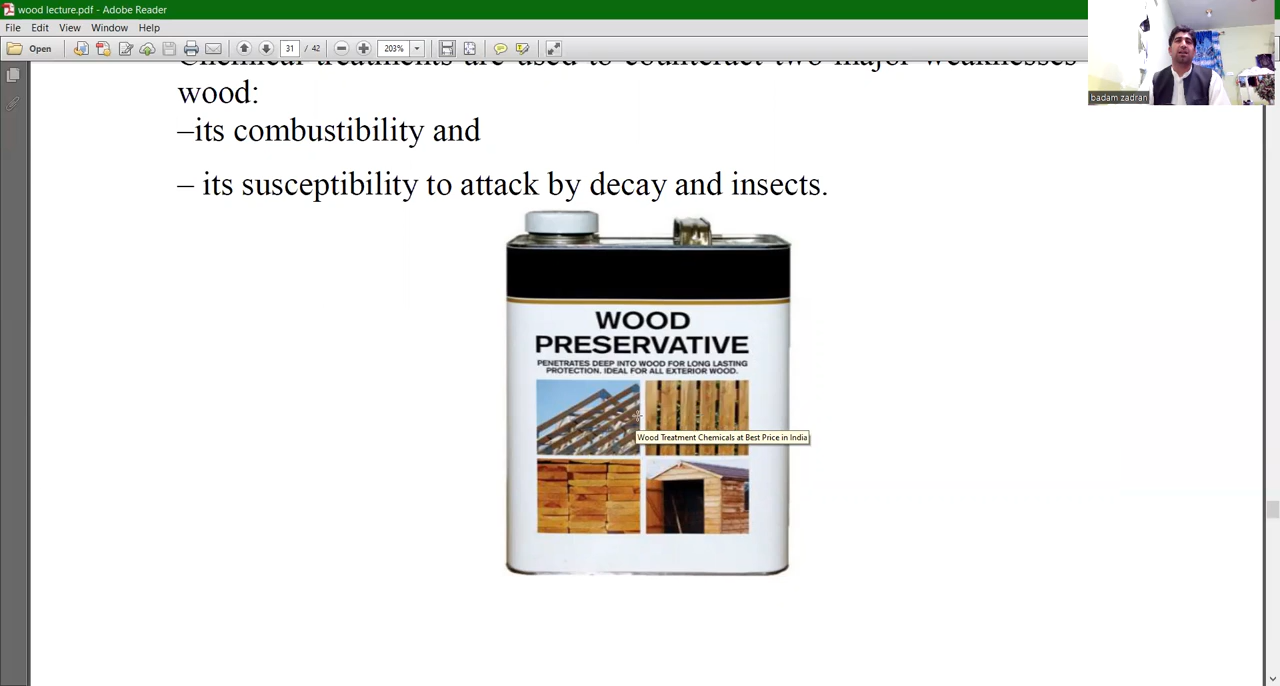 wood lecture.pdf - Adobe Reader
File Edit View Window Help
Open 31 / 42 203%
badam zadran
Chemical treatments are used to counteract two major weaknesses
wood:
–its combustibility and
– its susceptibility to attack by decay and insects.
WOOD
PRESERVATIVE
PENETRATES DEEP INTO WOOD FOR LONG LASTING
PROTECTION. IDEAL FOR ALL EXTERIOR WOOD.
Wood Treatment Chemicals at Best Price in India